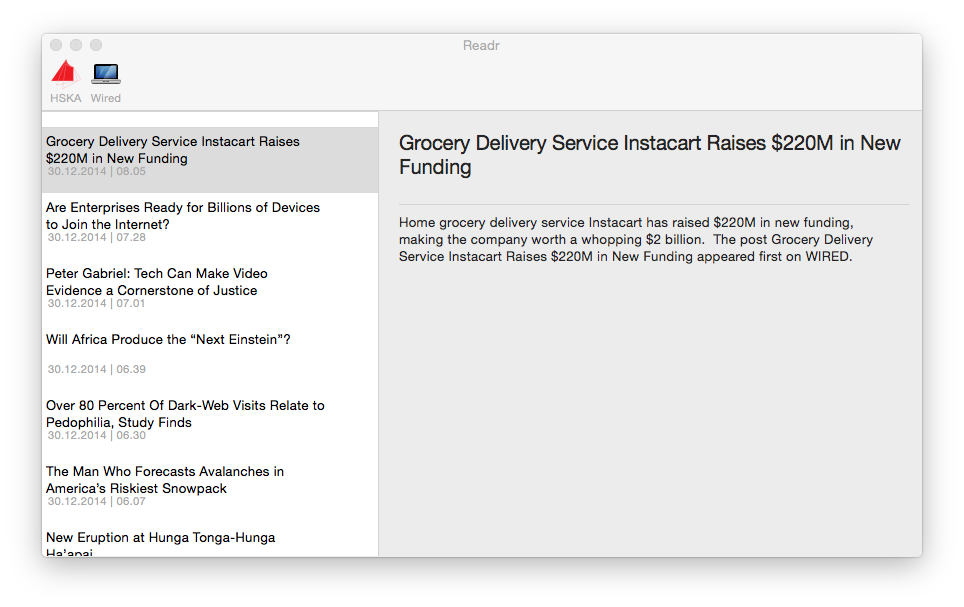 Readr
HSKA
Wired
Grocery Delivery Service Instacart Raises
$220M in New Funding
30.12.2014 | 08.05
Are Enterprises Ready for Billions of Devices
to Join the Internet?
30.12.2014 | 07.28
Peter Gabriel: Tech Can Make Video
Evidence a Cornerstone of Justice
30.12.2014 | 07.01
Will Africa Produce the “Next Einstein”?
30.12.2014 | 06.39
Over 80 Percent Of Dark-Web Visits Relate to
Pedophilia, Study Finds
30.12.2014 | 06.30
The Man Who Forecasts Avalanches in
America’s Riskiest Snowpack
30.12.2014 | 06.07
New Eruption at Hunga Tonga-Hunga
Ha’apai
Grocery Delivery Service Instacart Raises $220M in New
Funding
Home grocery delivery service Instacart has raised $220M in new funding,
making the company worth a whopping $2 billion.  The post Grocery Delivery
Service Instacart Raises $220M in New Funding appeared first on WIRED.